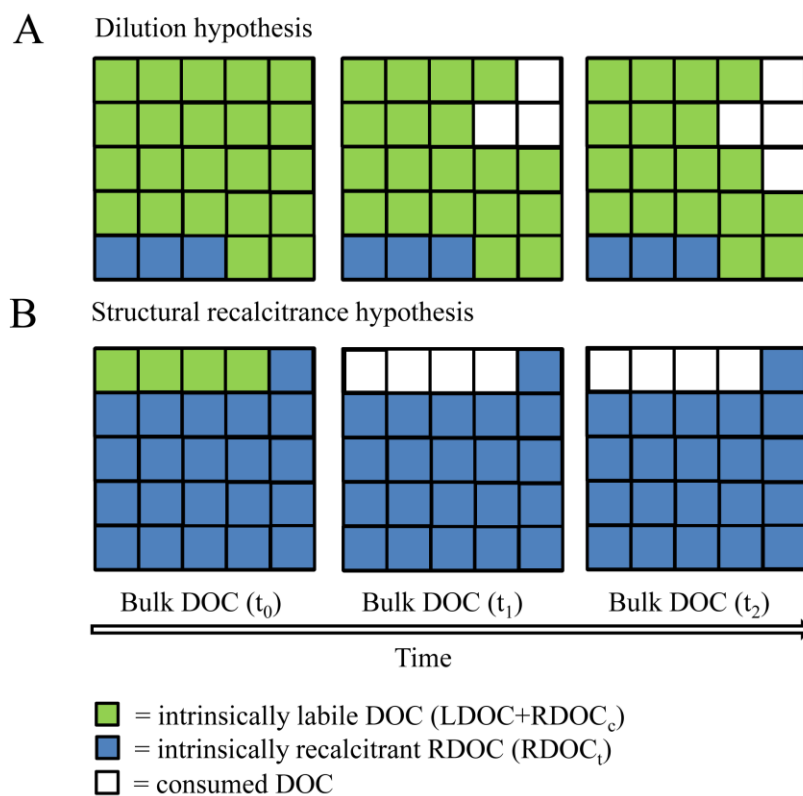 A
Dilution hypothesis
B
Structural recalcitrance hypothesis
Bulk DOC (t₀)
Bulk DOC (t₁)
Bulk DOC (t₂)
Time
= intrinsically labile DOC (LDOC+RDOC꜀)
= intrinsically recalcitrant RDOC (RDOCₜ)
= consumed DOC